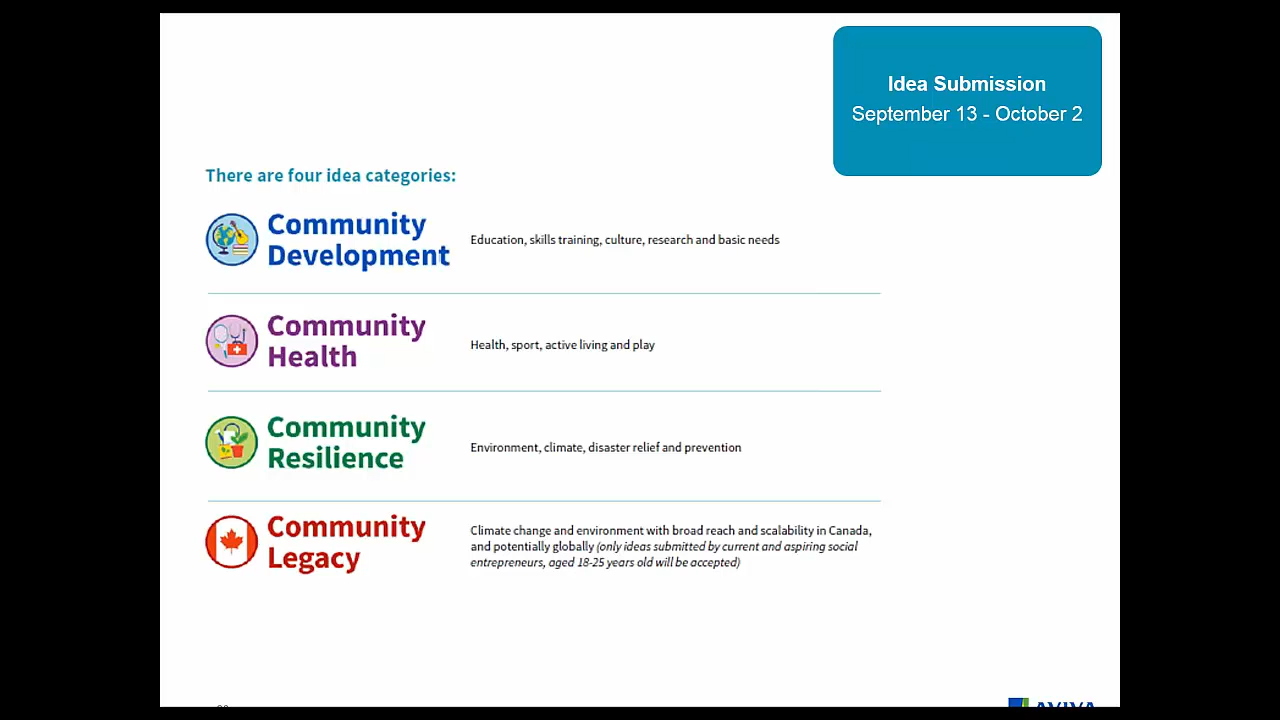 Idea Submission
September 13 - October 2
There are four idea categories:
Community
Development
Education, skills training, culture, research and basic needs
Community
Health
Health, sport, active living and play
Community
Resilience
Environment, climate, disaster relief and prevention
Community
Legacy
Climate change and environment with broad reach and scalability in Canada,
and potentially globally (only ideas submitted by current and aspiring social
entrepreneurs, aged 18-25 years old will be accepted)
AVIVA